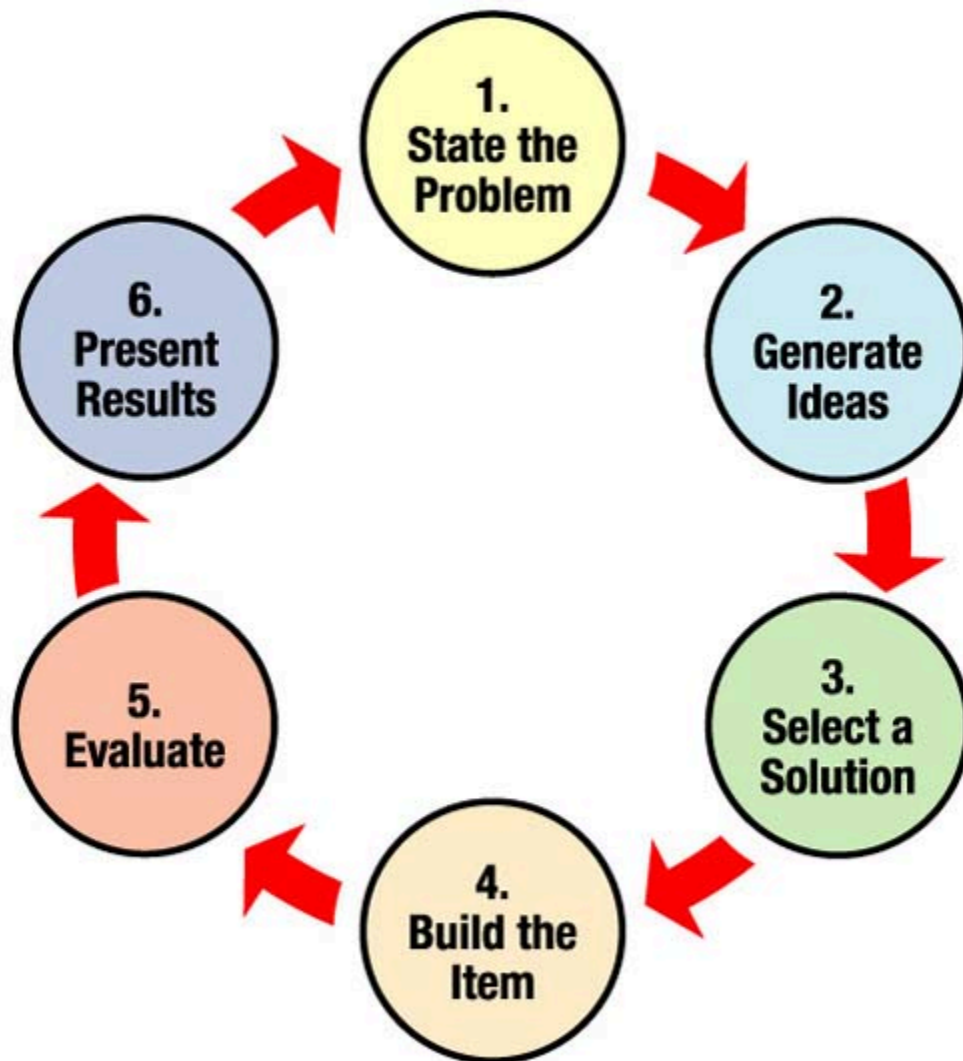 1.
State the
Problem
2.
Generate
Ideas
3.
Select a
Solution
4.
Build the
Item
5.
Evaluate
6.
Present
Results